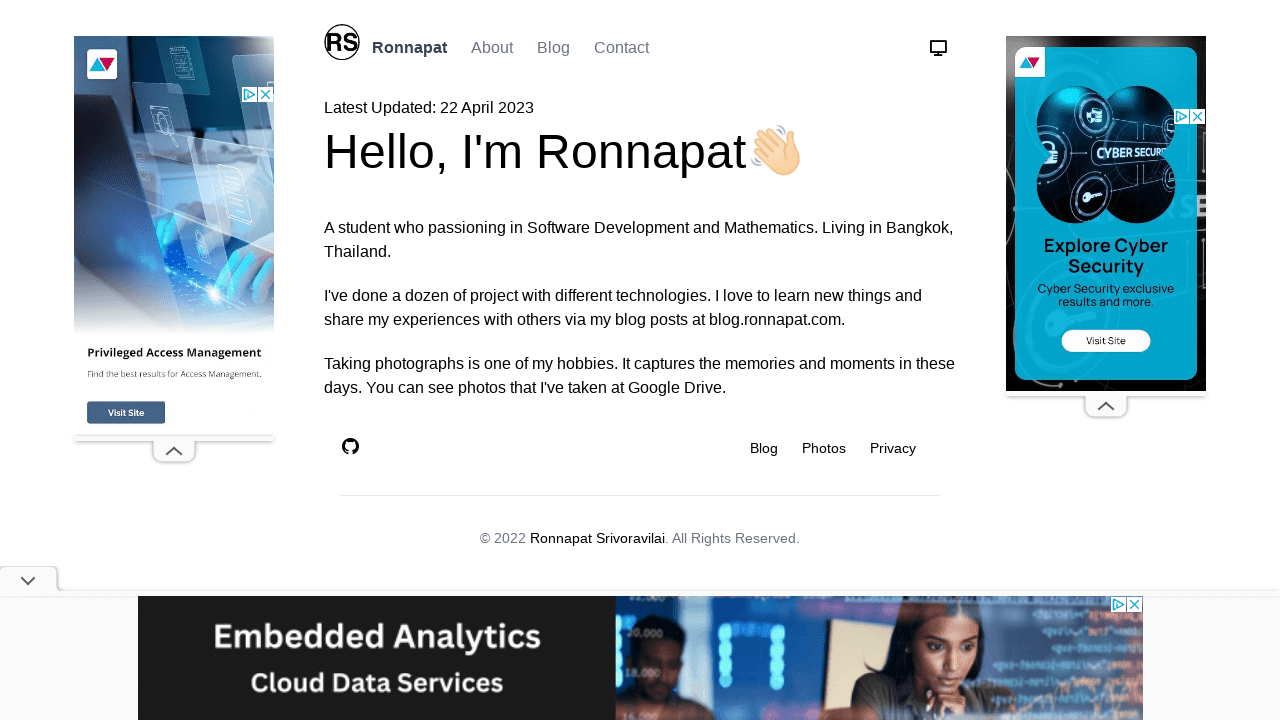 RS
Ronnapat About Blog Contact
Latest Updated: 22 April 2023
Hello, I'm Ronnapat
A student who passioning in Software Development and Mathematics. Living in Bangkok,
Thailand.
I've done a dozen of project with different technologies. I love to learn new things and
share my experiences with others via my blog posts at blog.ronnapat.com.
Taking photographs is one of my hobbies. It captures the memories and moments in these
days. You can see photos that I've taken at Google Drive.
Blog Photos Privacy
© 2022 Ronnapat Srivoravilai. All Rights Reserved.
Privileged Access Management
Find the best results for Access Management.
Visit Site
CYBER SECUR
Explore Cyber
Security
Cyber Security exclusive
results and more.
Visit Site
Embedded Analytics
Cloud Data Services